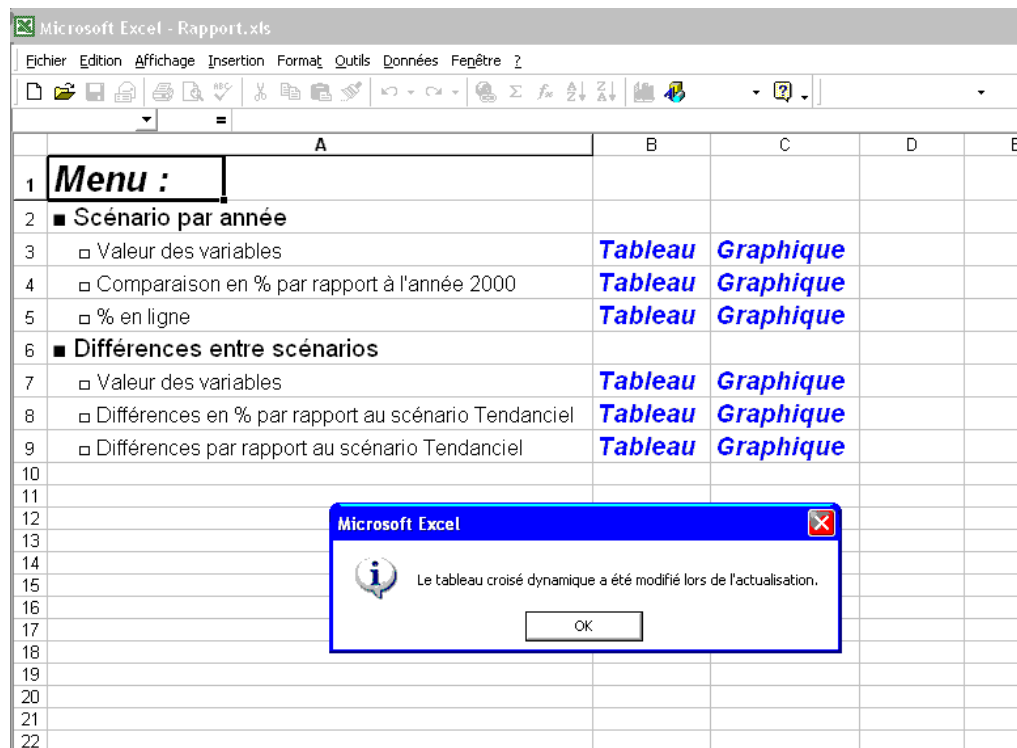 Microsoft Excel - Rapport.xls
Fichier Edition Affichage Insertion Format Outils Données Fenêtre ?
=
A B C D E
1 Menu :
2 ■ Scénario par année
3 □ Valeur des variables Tableau Graphique
4 □ Comparaison en % par rapport à l'année 2000 Tableau Graphique
5 □ % en ligne Tableau Graphique
6 ■ Différences entre scénarios
7 □ Valeur des variables Tableau Graphique
8 □ Différences en % par rapport au scénario Tendanciel Tableau Graphique
9 □ Différences par rapport au scénario Tendanciel Tableau Graphique
10
11
12
Microsoft Excel
13
14
Le tableau croisé dynamique a été modifié lors de l'actualisation.
15
16
OK
17
18
19
20
21
22